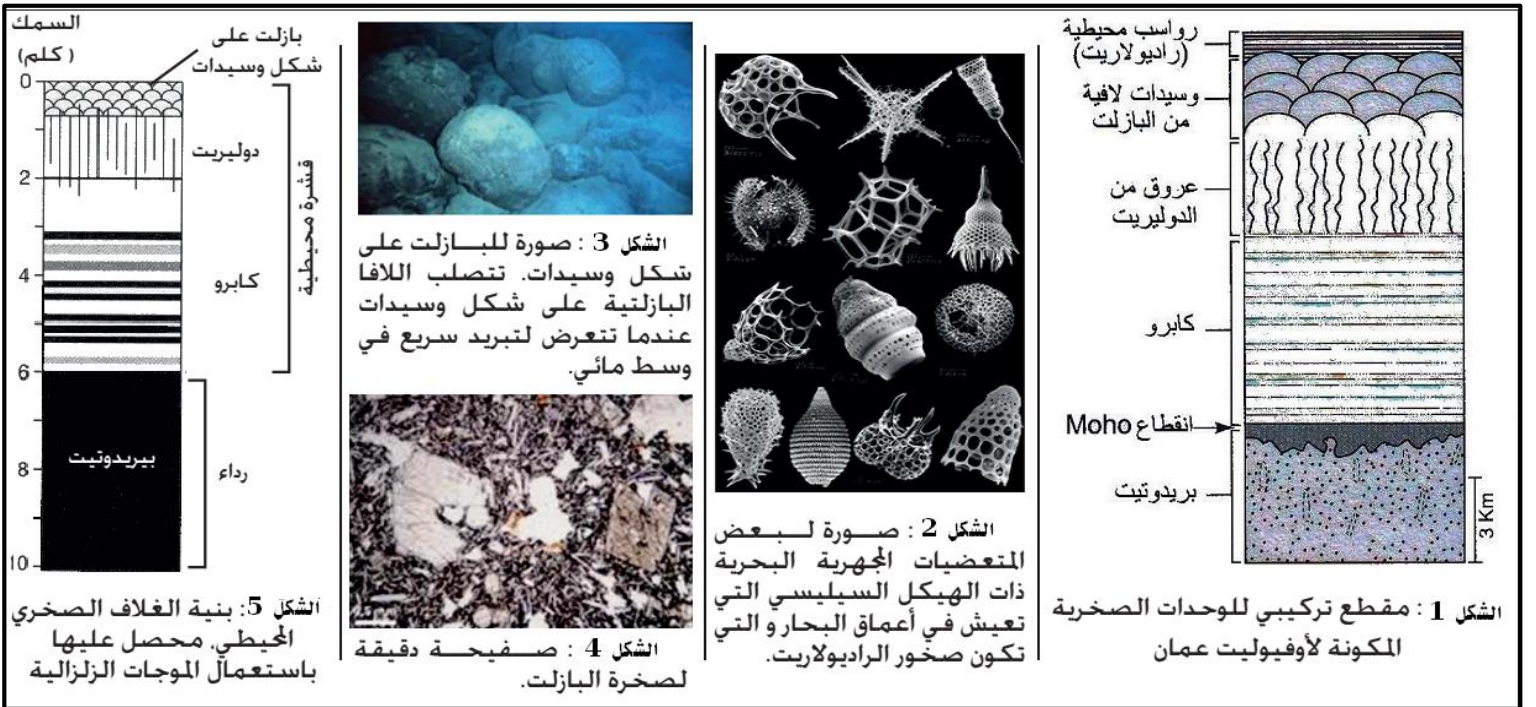 رواسب محيطية
(راديولاريت)
وسيدات لافية
من البازلت
عروق من
الدوليريت
كابرو
انقطاع Moho
بريدوتيت
3 Km
الشكل 1 : مقطع تركيبي للوحدات الصخرية
المكونة لأوفيوليت عمان
الشكل 2 : صـــورة لـــبـــعض
المتعضيات المجهرية البحرية
ذات الهيكل السيليسي التي
تعيش في أعماق البحار و التي
تكون صخور الراديولاريت.
الشكل 3 : صورة للبـــازلت على
شكل وسيدات. تتصلب اللافا
البازلتية على شكل وسيدات
عندما تتعرض لتبريد سريع في
وسط مائي.
الشكل 4 : صـــفيحـــة دقيقة
لصخرة البازلت.
السمك
(كلم)
بازلت على
شكل وسيدات
0
2
4
6
8
10
دوليريت
كابرو
قشرة محيطية
بيريدوتيت
رداء
الشكل 5: بنية الغلاف الصخري
المحيطي. محصل عليها
باستعمال الموجات الزلزالية